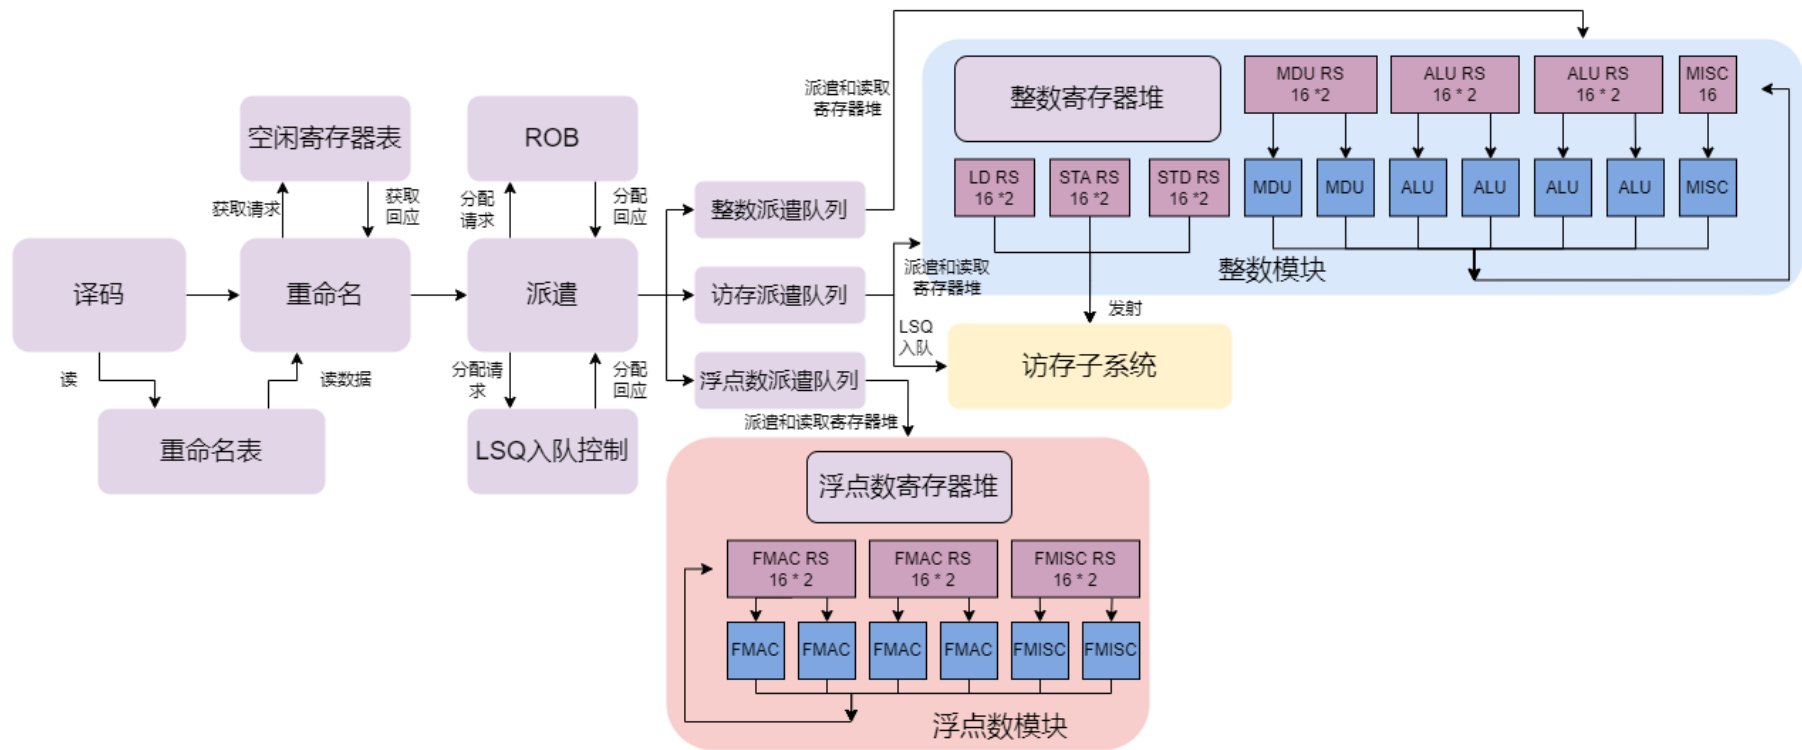 派遣和读取
寄存器堆
整数寄存器堆
MDU RS
16 *2
ALU RS
16 * 2
ALU RS
16 * 2
MISC
16
空闲寄存器表
ROB
LD RS
16 *2
STA RS
16 *2
STD RS
16 *2
MDU
MDU
ALU
ALU
ALU
ALU
MISC
获取请求
获取
回应
分配
请求
分配
回应
整数派遣队列
整数模块
译码
重命名
派遣
访存派遣队列
派遣和读取
寄存器堆
发射
LSQ
入队
访存子系统
读
读数据
分配请
求
分配
回应
浮点数派遣队列
派遣和读取寄存器堆
重命名表
LSQ入队控制
浮点数寄存器堆
FMAC RS
16 * 2
FMAC RS
16 * 2
FMISC RS
16 * 2
FMAC
FMAC
FMAC
FMAC
FMISC
FMISC
浮点数模块